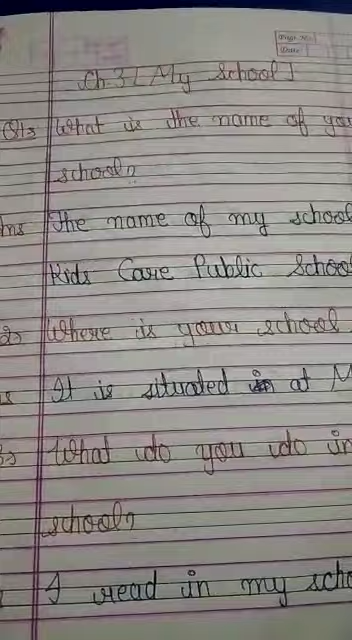 Page No.
Date
Ch. 3 [ My School ]
Q1⇒ What is the name of you
school?
Ans The name of my school
Kids Care Public School
Where is your school
It is situated at M
What do you do in
school?
I read in my scho